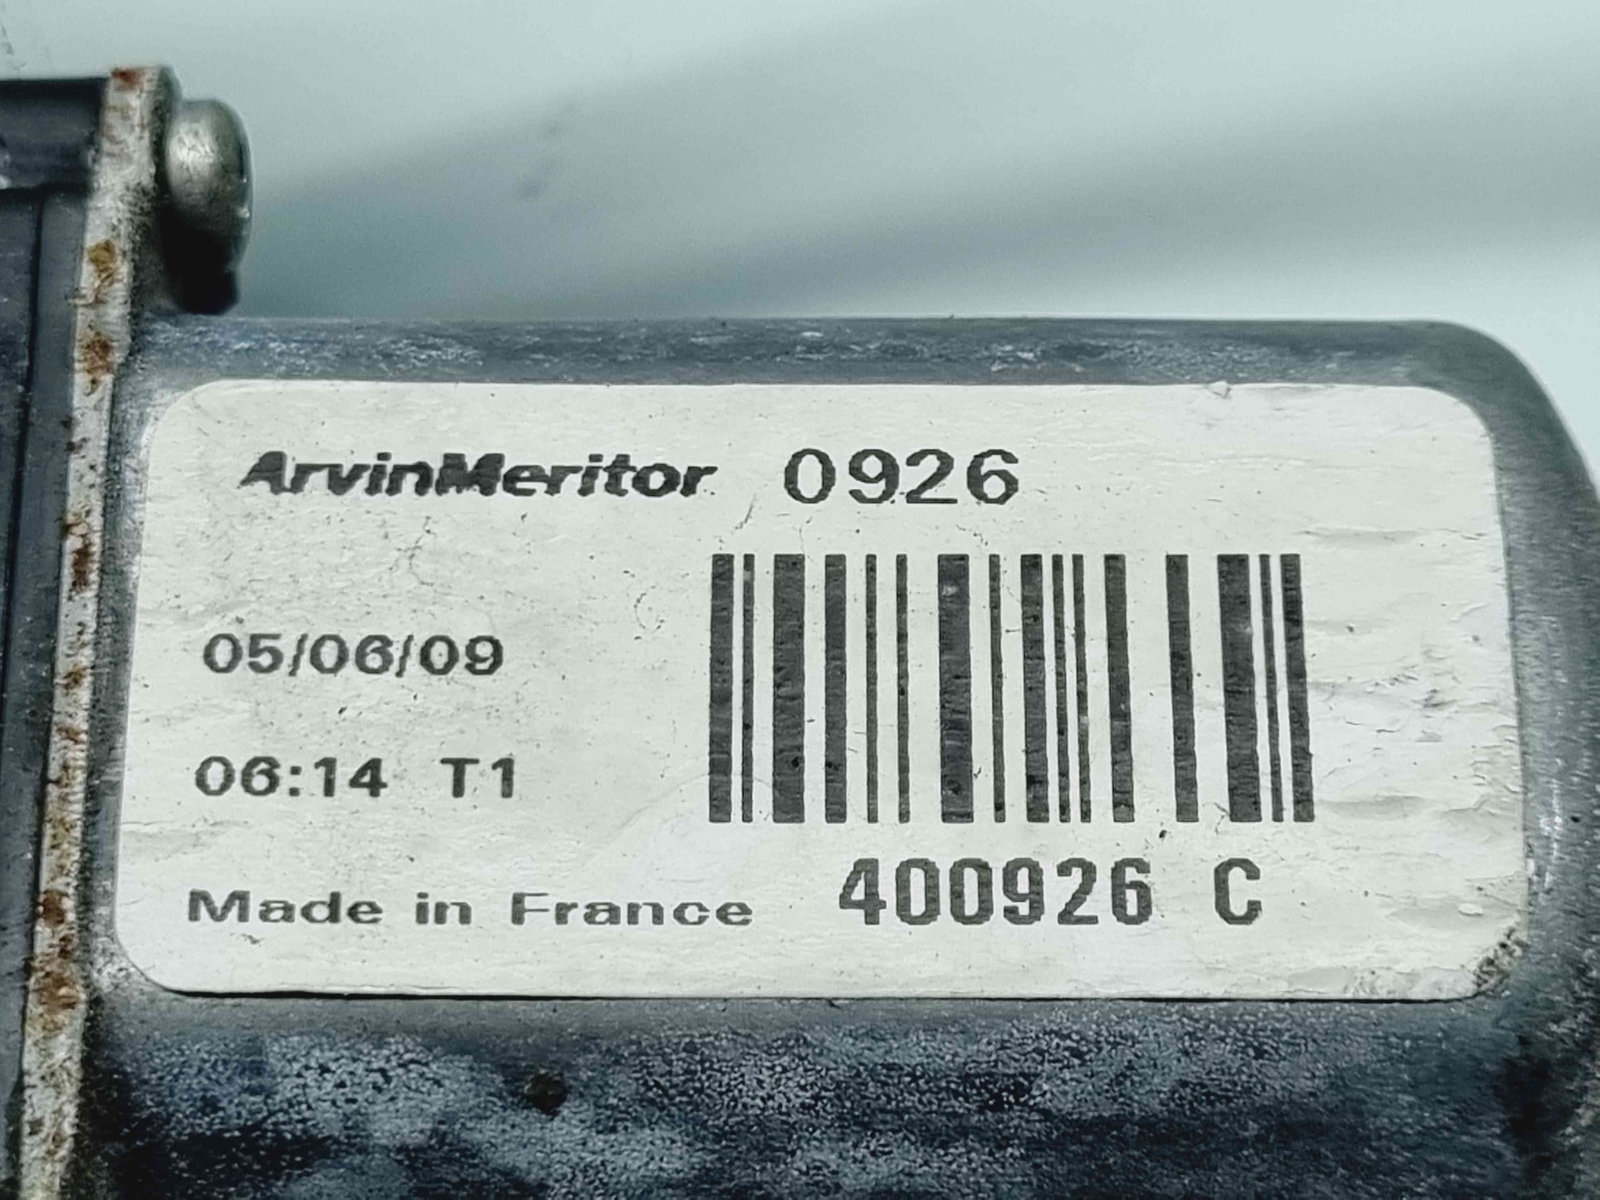 ArvinMeritor 0926
05/06/09
06:14 T1
Made in France 400926 C